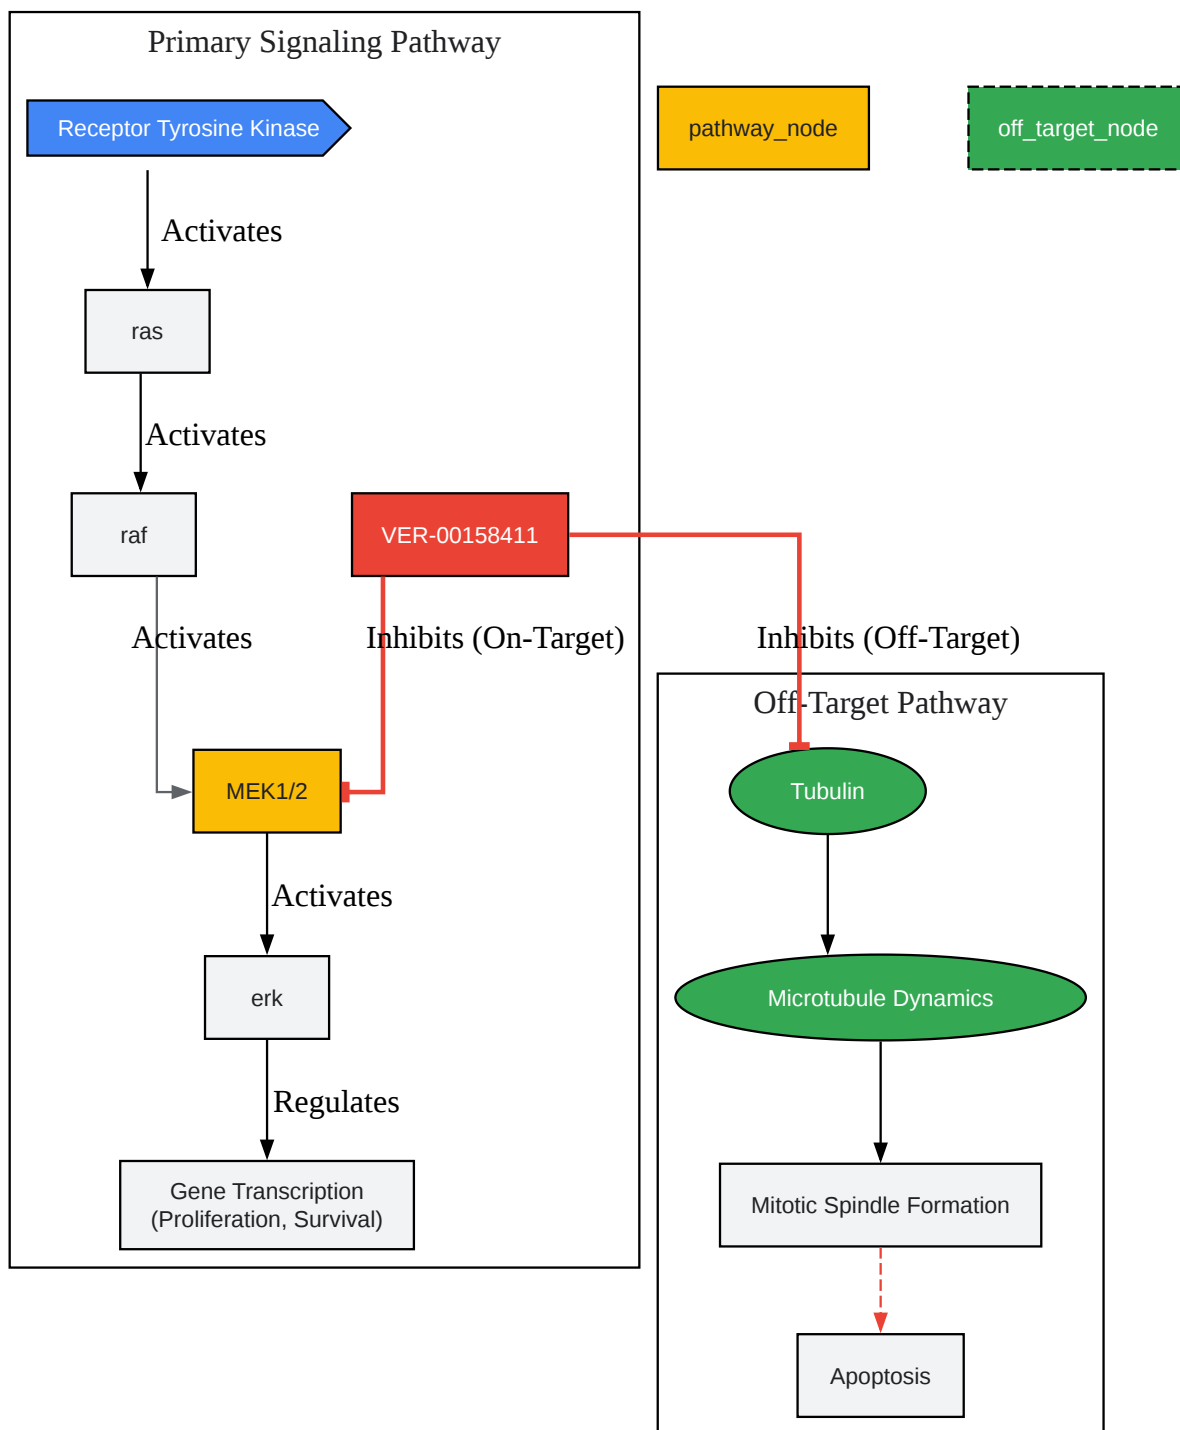 Primary Signaling Pathway
Receptor Tyrosine Kinase
pathway_node
off_target_node
Activates
ras
Activates
raf
VER-00158411
Activates
Inhibits (On-Target)
Inhibits (Off-Target)
Off-Target Pathway
MEK1/2
Tubulin
Activates
erk
Microtubule Dynamics
Regulates
Gene Transcription
(Proliferation, Survival)
Mitotic Spindle Formation
Apoptosis